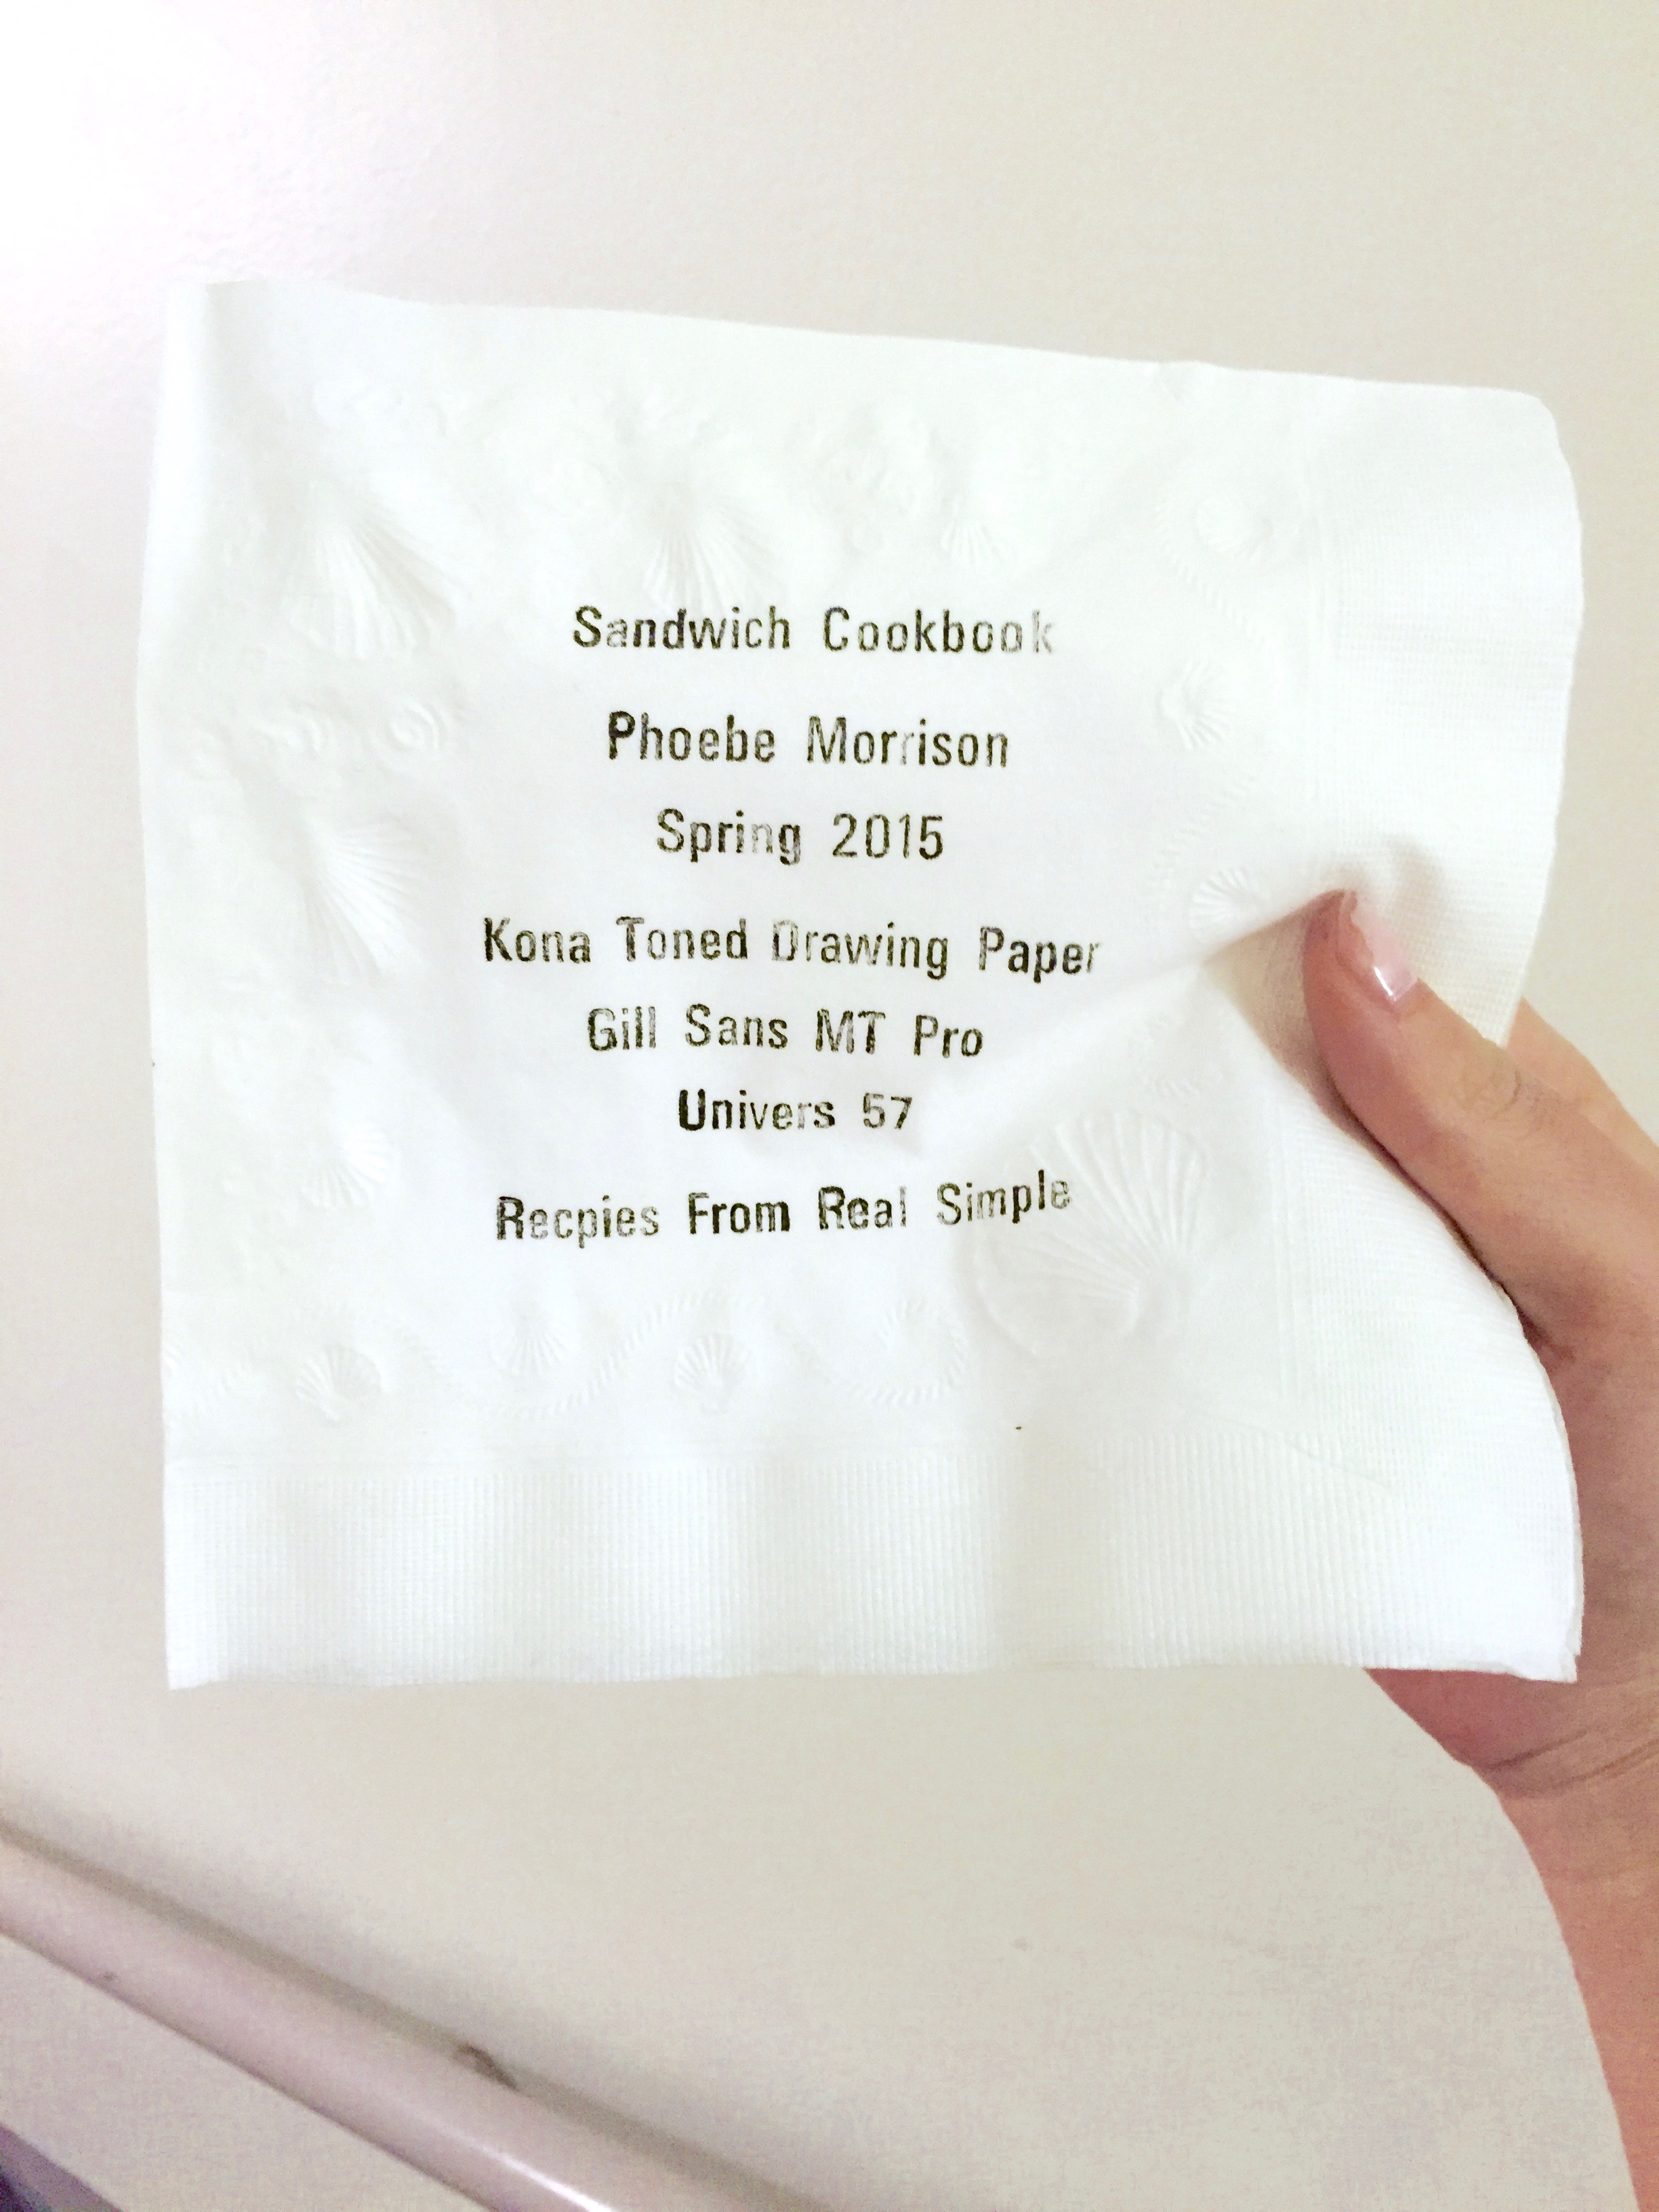 Sandwich Cookbook
Phoebe Morrison
Spring 2015
Kona Toned Drawing Paper
Gill Sans MT Pro
Univers 57
Recpies From Real Simple